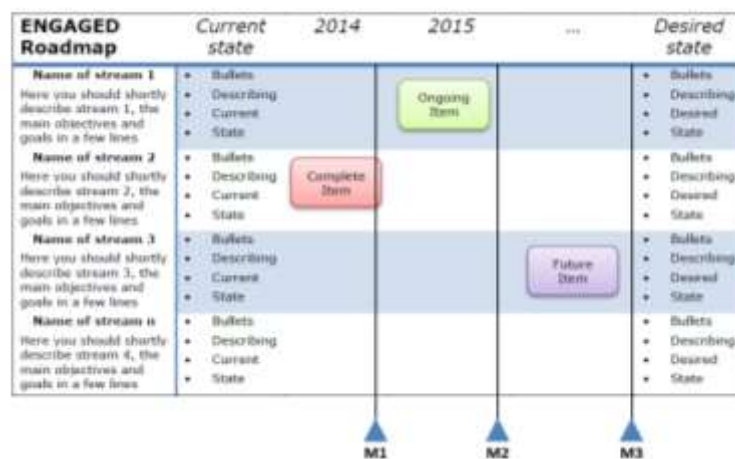 ENGAGED Roadmap
Current state
2014
2015
...
Desired state
Name of stream 1
Here you should shortly
describe stream 1, the
main objectives and
goals in a few lines
• Bullets
• Describing
• Current
• State
Ongoing
Item
• Bullets
• Describing
• Desired
• State
Name of stream 2
Here you should shortly
describe stream 2, the
main objectives and
goals in a few lines
• Bullets
• Describing
• Current
• State
Complete
Item
• Bullets
• Describing
• Desired
• State
Name of stream 3
Here you should shortly
describe stream 3, the
main objectives and
goals in a few lines
• Bullets
• Describing
• Current
• State
Future
Item
• Bullets
• Describing
• Desired
• State
Name of stream n
Here you should shortly
describe stream 4, the
main objectives and
goals in a few lines
• Bullets
• Describing
• Current
• State
• Bullets
• Describing
• Desired
• State
M1
M2
M3